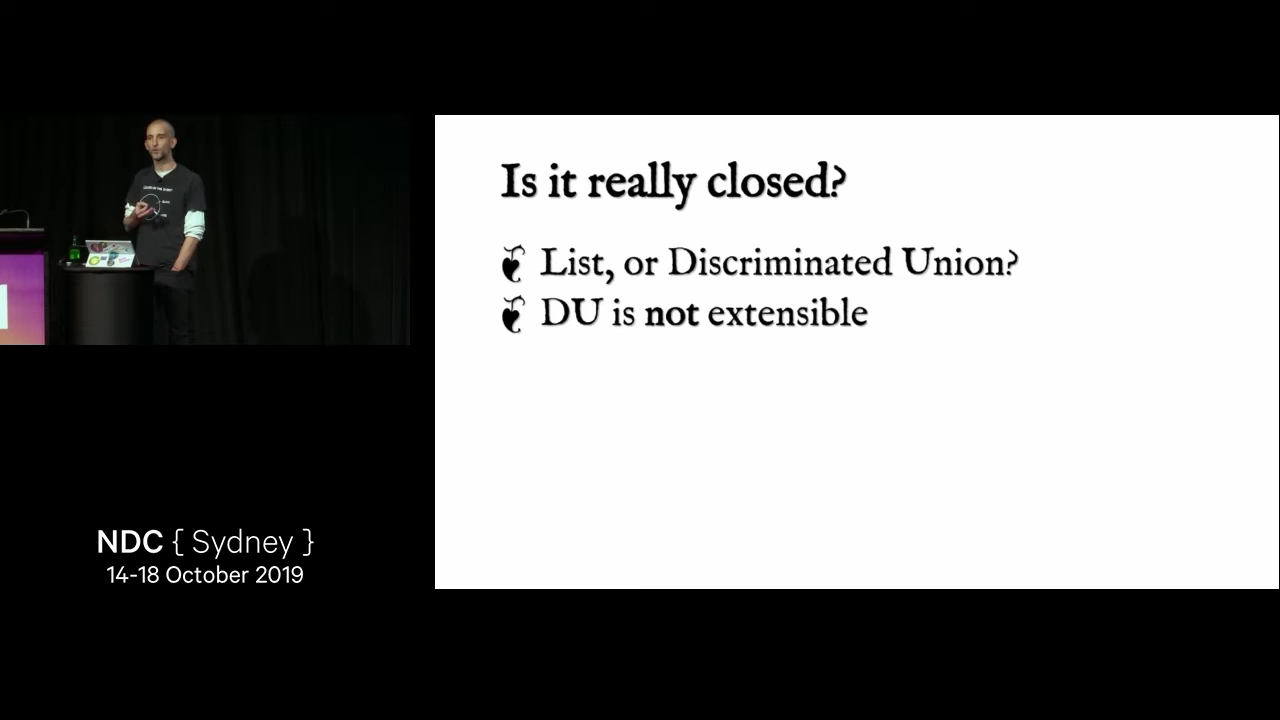 Is it really closed?
List, or Discriminated Union?
DU is not extensible
NDC { Sydney }
14-18 October 2019